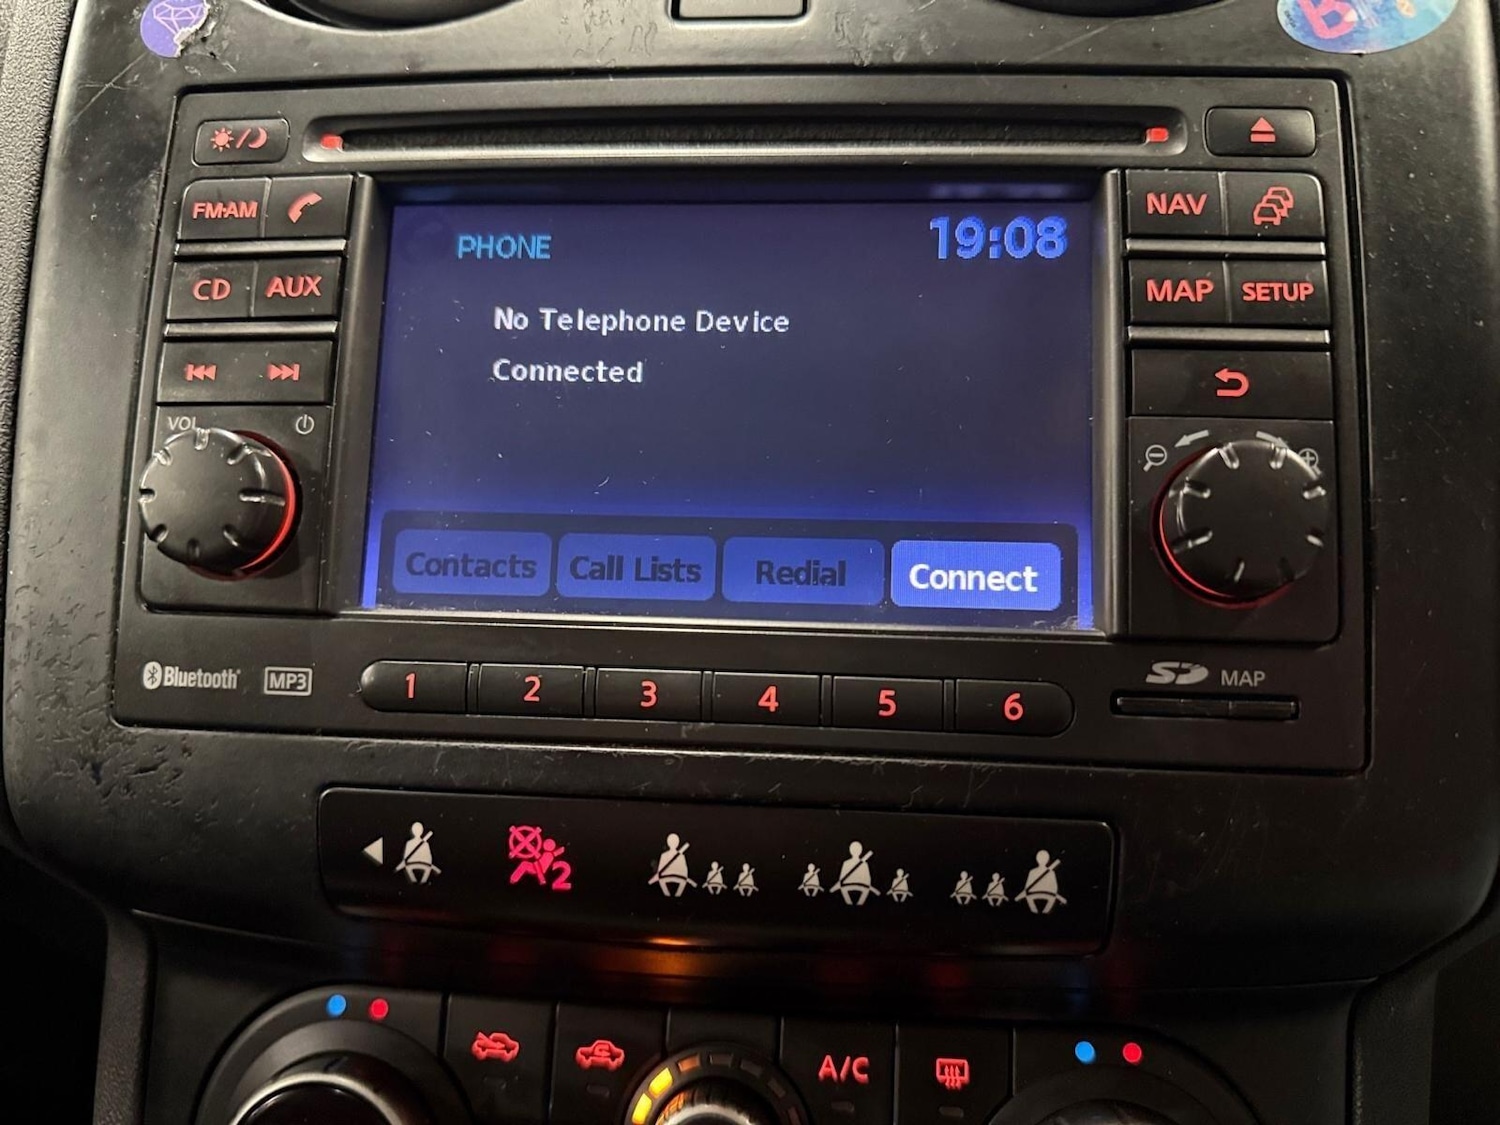 FM·AM
NAV
PHONE
19:08
CD
AUX
MAP
SETUP
No Telephone Device
Connected
VOL
Contacts
Call Lists
Redial
Connect
Bluetooth®
MP3
1
2
3
4
5
6
SD
MAP
2
A/C